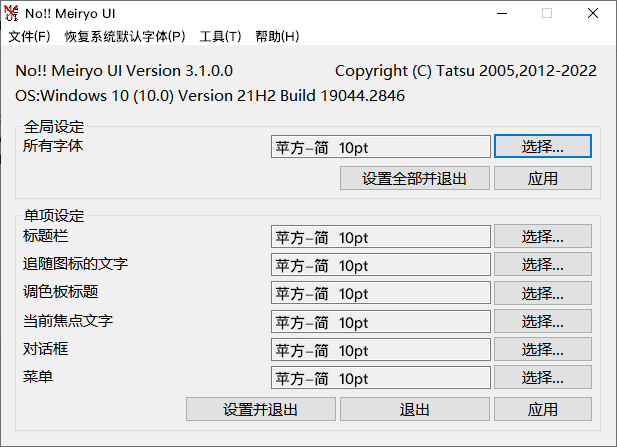 No!! Meiryo UI
文件(F) 恢复系统默认字体(P) 工具(T) 帮助(H)
No!! Meiryo UI Version 3.1.0.0 Copyright (C) Tatsu 2005,2012-2022
OS:Windows 10 (10.0) Version 21H2 Build 19044.2846
全局设定
所有字体 苹方-简 10pt 选择...
设置全部并退出 应用
单项设定
标题栏 苹方-简 10pt 选择...
追随图标的文字 苹方-简 10pt 选择...
调色板标题 苹方-简 10pt 选择...
当前焦点文字 苹方-简 10pt 选择...
对话框 苹方-简 10pt 选择...
菜单 苹方-简 10pt 选择...
设置并退出 退出 应用